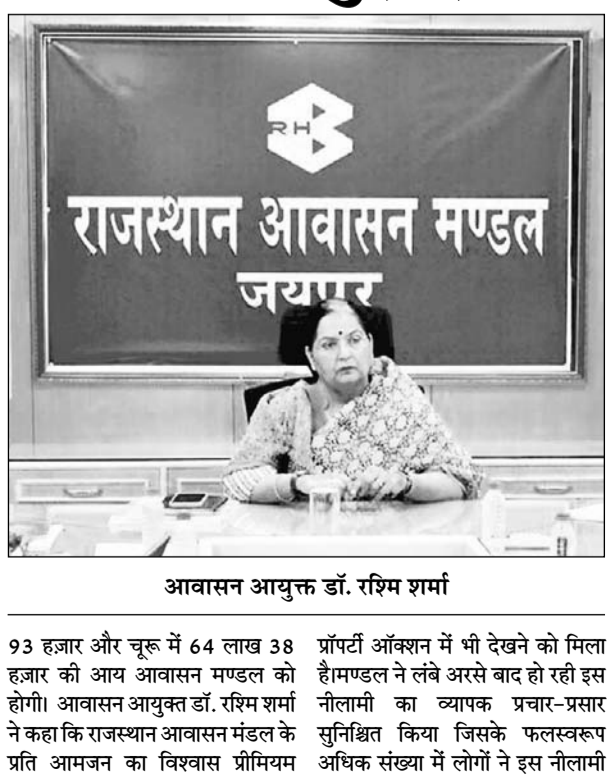 RHB
राजस्थान आवासन मण्डल
जयपुर
आवासन आयुक्त डॉ. रश्मि शर्मा
93 हज़ार और चूरू में 64 लाख 38
हज़ार की आय आवासन मण्डल को
होगी। आवासन आयुक्त डॉ. रश्मि शर्मा
ने कहा कि राजस्थान आवासन मंडल के
प्रति आमजन का विश्वास प्रीमियम
प्रॉपर्टी ऑक्शन में भी देखने को मिला
है।मण्डल ने लंबे अरसे बाद हो रही इस
नीलामी का व्यापक प्रचार-प्रसार
सुनिश्चित किया जिसके फलस्वरूप
अधिक संख्या में लोगों ने इस नीलामी